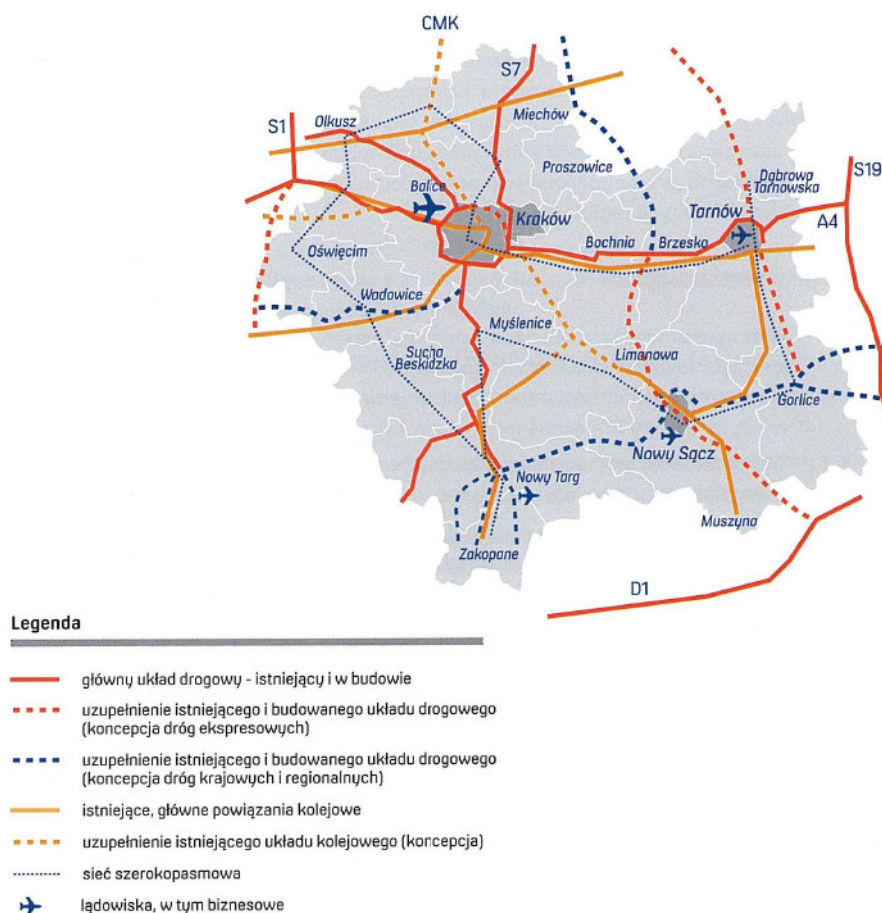 CMK
S7
Olkusz
Miechów
S1
Proszowice
Dąbrowa
Tarnowska
S19
Balice
Kraków
Tarnów
A4
Bochnia
Brzesko
Oświęcim
Wadowice
Myślenice
Sucha
Beskidzka
Limanowa
Gorlice
Nowy Sącz
Nowy Targ
Muszyna
Zakopane
D1
Legenda
główny układ drogowy - istniejący i w budowie
uzupełnienie istniejącego i budowanego układu drogowego
(koncepcja dróg ekspresowych)
uzupełnienie istniejącego i budowanego układu drogowego
(koncepcja dróg krajowych i regionalnych)
istniejące, główne powiązania kolejowe
uzupełnienie istniejącego układu kolejowego (koncepcja)
sieć szerokopasmowa
lądowiska, w tym biznesowe